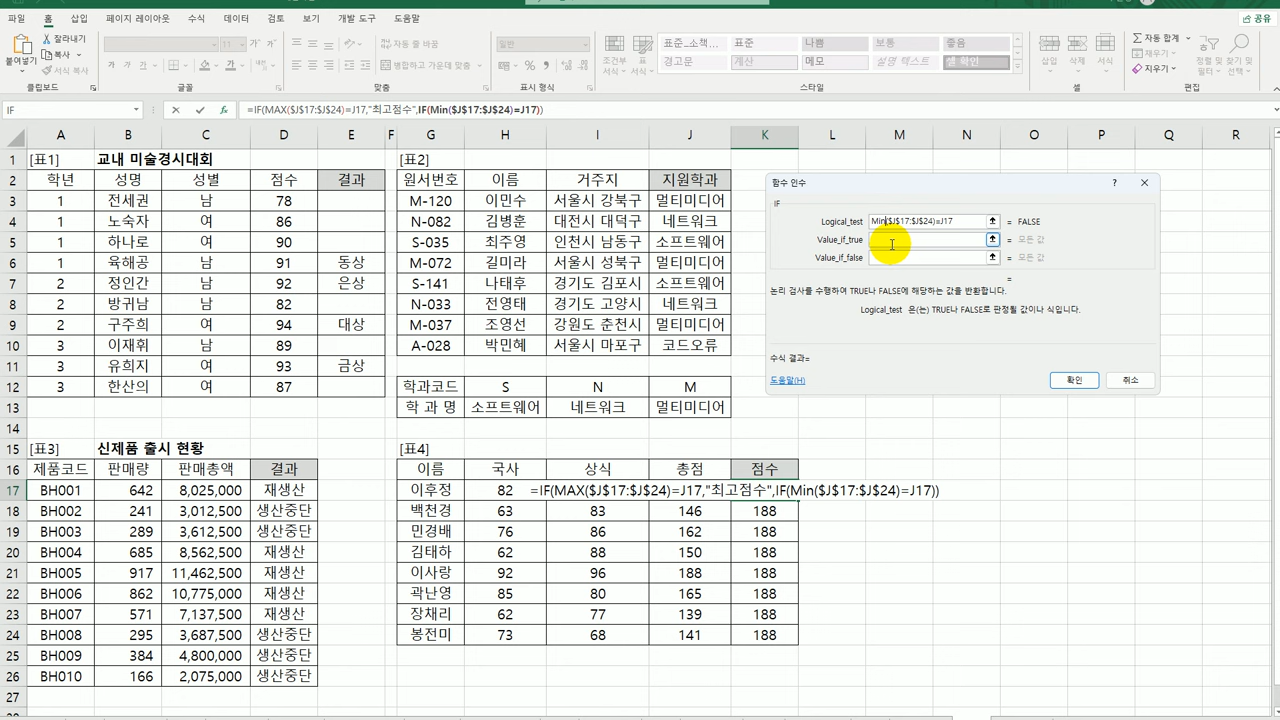 파일 홈 삽입 페이지 레이아웃 수식 데이터 검토 보기 개발 도구 도움말 공유
붙여넣기 잘라내기 복사 서식 복사
11 가 가 가 가 가 자동 줄 바꿈 병합하고 가운데 맞춤
일반 % 조건부 서식 표 서식
표준_소... 표준 나쁨 보통 좋음
경고문 계산 메모 설명 텍스트 셀 확인
삽입 삭제 서식 자동 합계 채우기 지우기 정렬 및 필터 찾기 및 선택
클립보드 글꼴 맞춤 표시 형식 스타일 셀 편집
IF =IF(MAX($J$17:$J$24)=J17,"최고점수",IF(Min($J$17:$J$24)=J17))
A B C D E F G H I J K L M N O P Q R
1 [표1] 교내 미술경시대회 [표2]
2 학년 성명 성별 점수 결과 원서번호 이름 거주지 지원학과
3 1 전세권 남 78 M-120 이민수 서울시 강북구 멀티미디어
4 1 노숙자 여 86 N-082 김병훈 대전시 대덕구 네트워크
5 1 하나로 여 90 S-035 최주영 인천시 남동구 소프트웨어
6 1 육해공 남 91 동상 M-072 길미라 서울시 성북구 멀티미디어
7 2 정인간 남 92 은상 S-141 나태후 경기도 김포시 소프트웨어
8 2 방귀남 남 82 N-033 전영태 경기도 고양시 네트워크
9 2 구주희 여 94 대상 M-037 조영선 강원도 춘천시 멀티미디어
10 3 이재휘 남 89 A-028 박민혜 서울시 마포구 코드오류
11 3 유희지 여 93 금상
12 3 한산의 여 87 학과코드 S N M
13 학 과 명 소프트웨어 네트워크 멀티미디어
14
15 [표3] 신제품 출시 현황 [표4]
16 제품코드 판매량 판매총액 결과 이름 국사 상식 총점 점수
17 BH001 642 8,025,000 재생산 이후정 82 =IF(MAX($J$17:$J$24)=J17,"최고점수",IF(Min($J$17:$J$24)=J17))
18 BH002 241 3,012,500 생산중단 백천경 63 83 146 188
19 BH003 289 3,612,500 생산중단 민경배 76 86 162 188
20 BH004 685 8,562,500 재생산 김태하 62 88 150 188
21 BH005 917 11,462,500 재생산 이사랑 92 96 188 188
22 BH006 862 10,775,000 재생산 곽난영 85 80 165 188
23 BH007 571 7,137,500 재생산 장채리 62 77 139 188
24 BH008 295 3,687,500 생산중단 봉전미 73 68 141 188
25 BH009 384 4,800,000 생산중단
26 BH010 166 2,075,000 생산중단
27
함수 인수 ?
IF
Logical_test Min($J$17:$J$24)=J17 = FALSE
Value_if_true = 모든 값
Value_if_false = 모든 값
=
논리 검사를 수행하여 TRUE나 FALSE에 해당하는 값을 반환합니다.
Logical_test 은(는) TRUE나 FALSE로 판정될 값이나 식입니다.
수식 결과=
도움말(H) 확인 취소